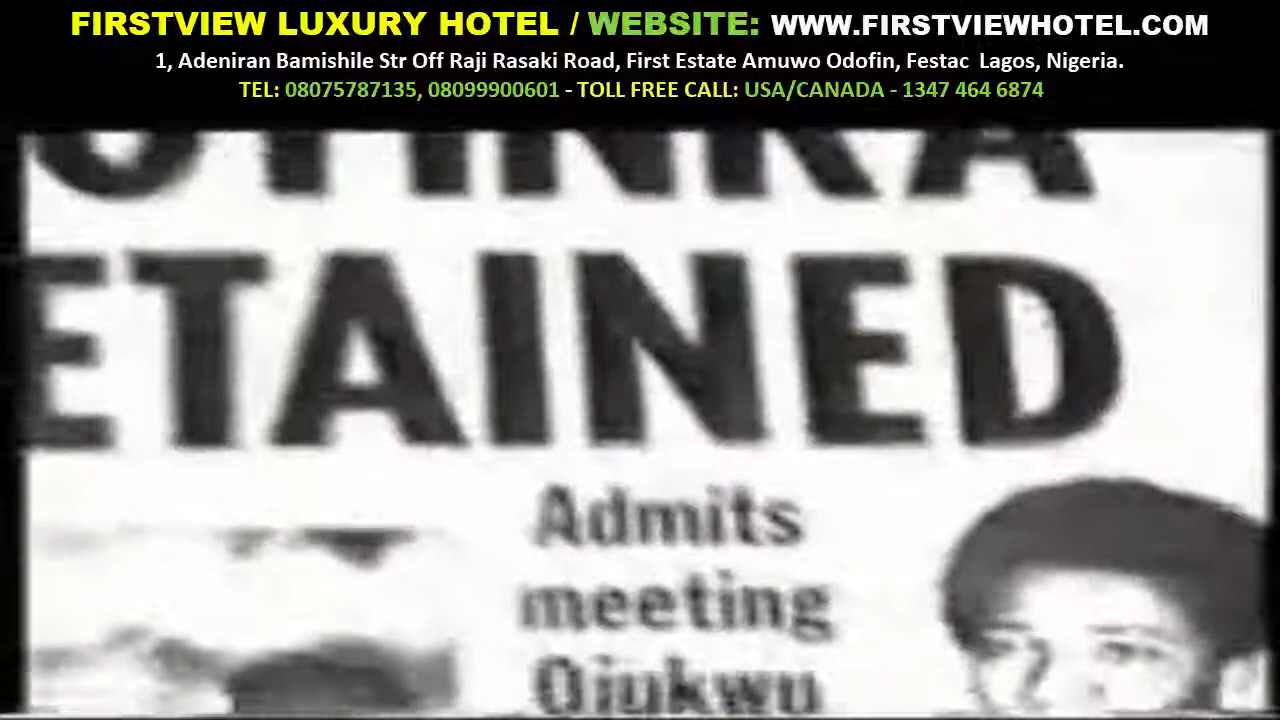 FIRSTVIEW LUXURY HOTEL / WEBSITE: WWW.FIRSTVIEWHOTEL.COM
1, Adeniran Bamishile Str Off Raji Rasaki Road, First Estate Amuwo Odofin, Festac Lagos, Nigeria.
TEL: 08075787135, 08099900601 - TOLL FREE CALL: USA/CANADA - 1347 464 6874
OYINKA
ETAINED
Admits
meeting
Ojukwu